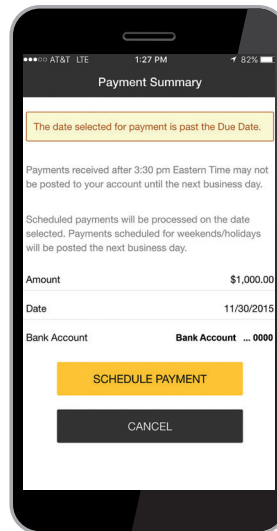 ●●●○○ AT&T LTE 1:27 PM 82%
Payment Summary
The date selected for payment is past the Due Date.
Payments received after 3:30 pm Eastern Time may not
be posted to your account until the next business day.
Scheduled payments will be processed on the date
selected. Payments scheduled for weekends/holidays
will be posted the next business day.
Amount $1,000.00
Date 11/30/2015
Bank Account Bank Account ... 0000
SCHEDULE PAYMENT
CANCEL